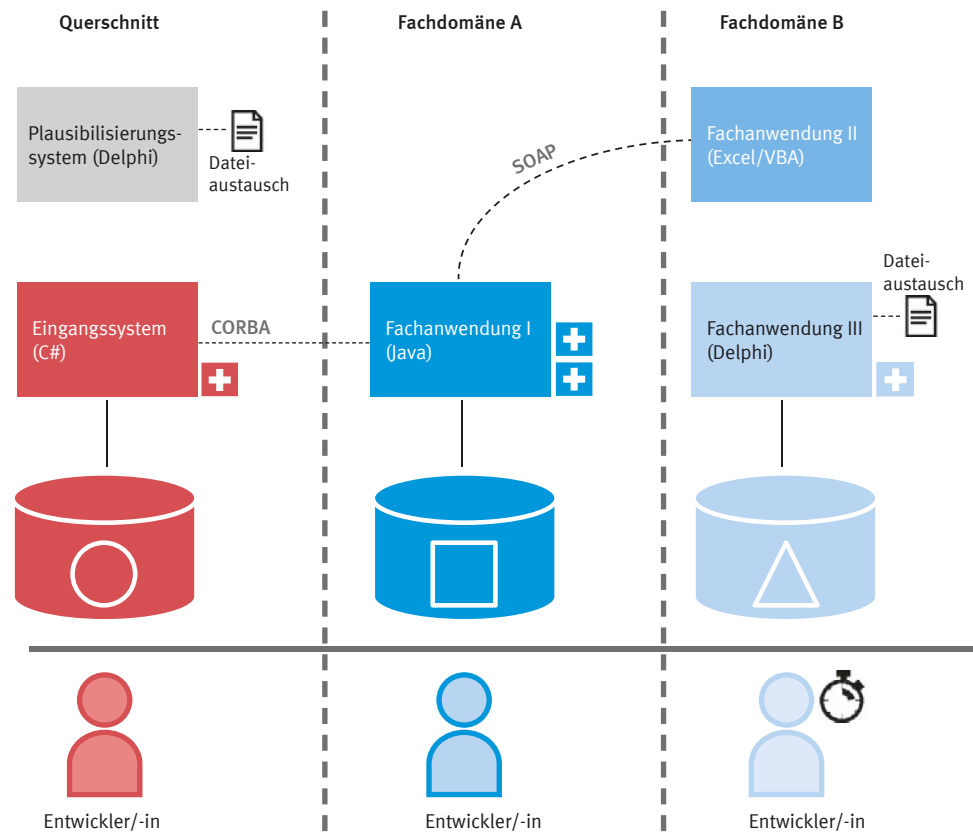 Querschnitt
Fachdomäne A
Fachdomäne B
Plausibilisierungs-
system (Delphi)
Datei-
austausch
SOAP
Fachanwendung II
(Excel/VBA)
Eingangssystem
(C#)
CORBA
Fachanwendung I
(Java)
Datei-
austausch
Fachanwendung III
(Delphi)
Entwickler/-in
Entwickler/-in
Entwickler/-in